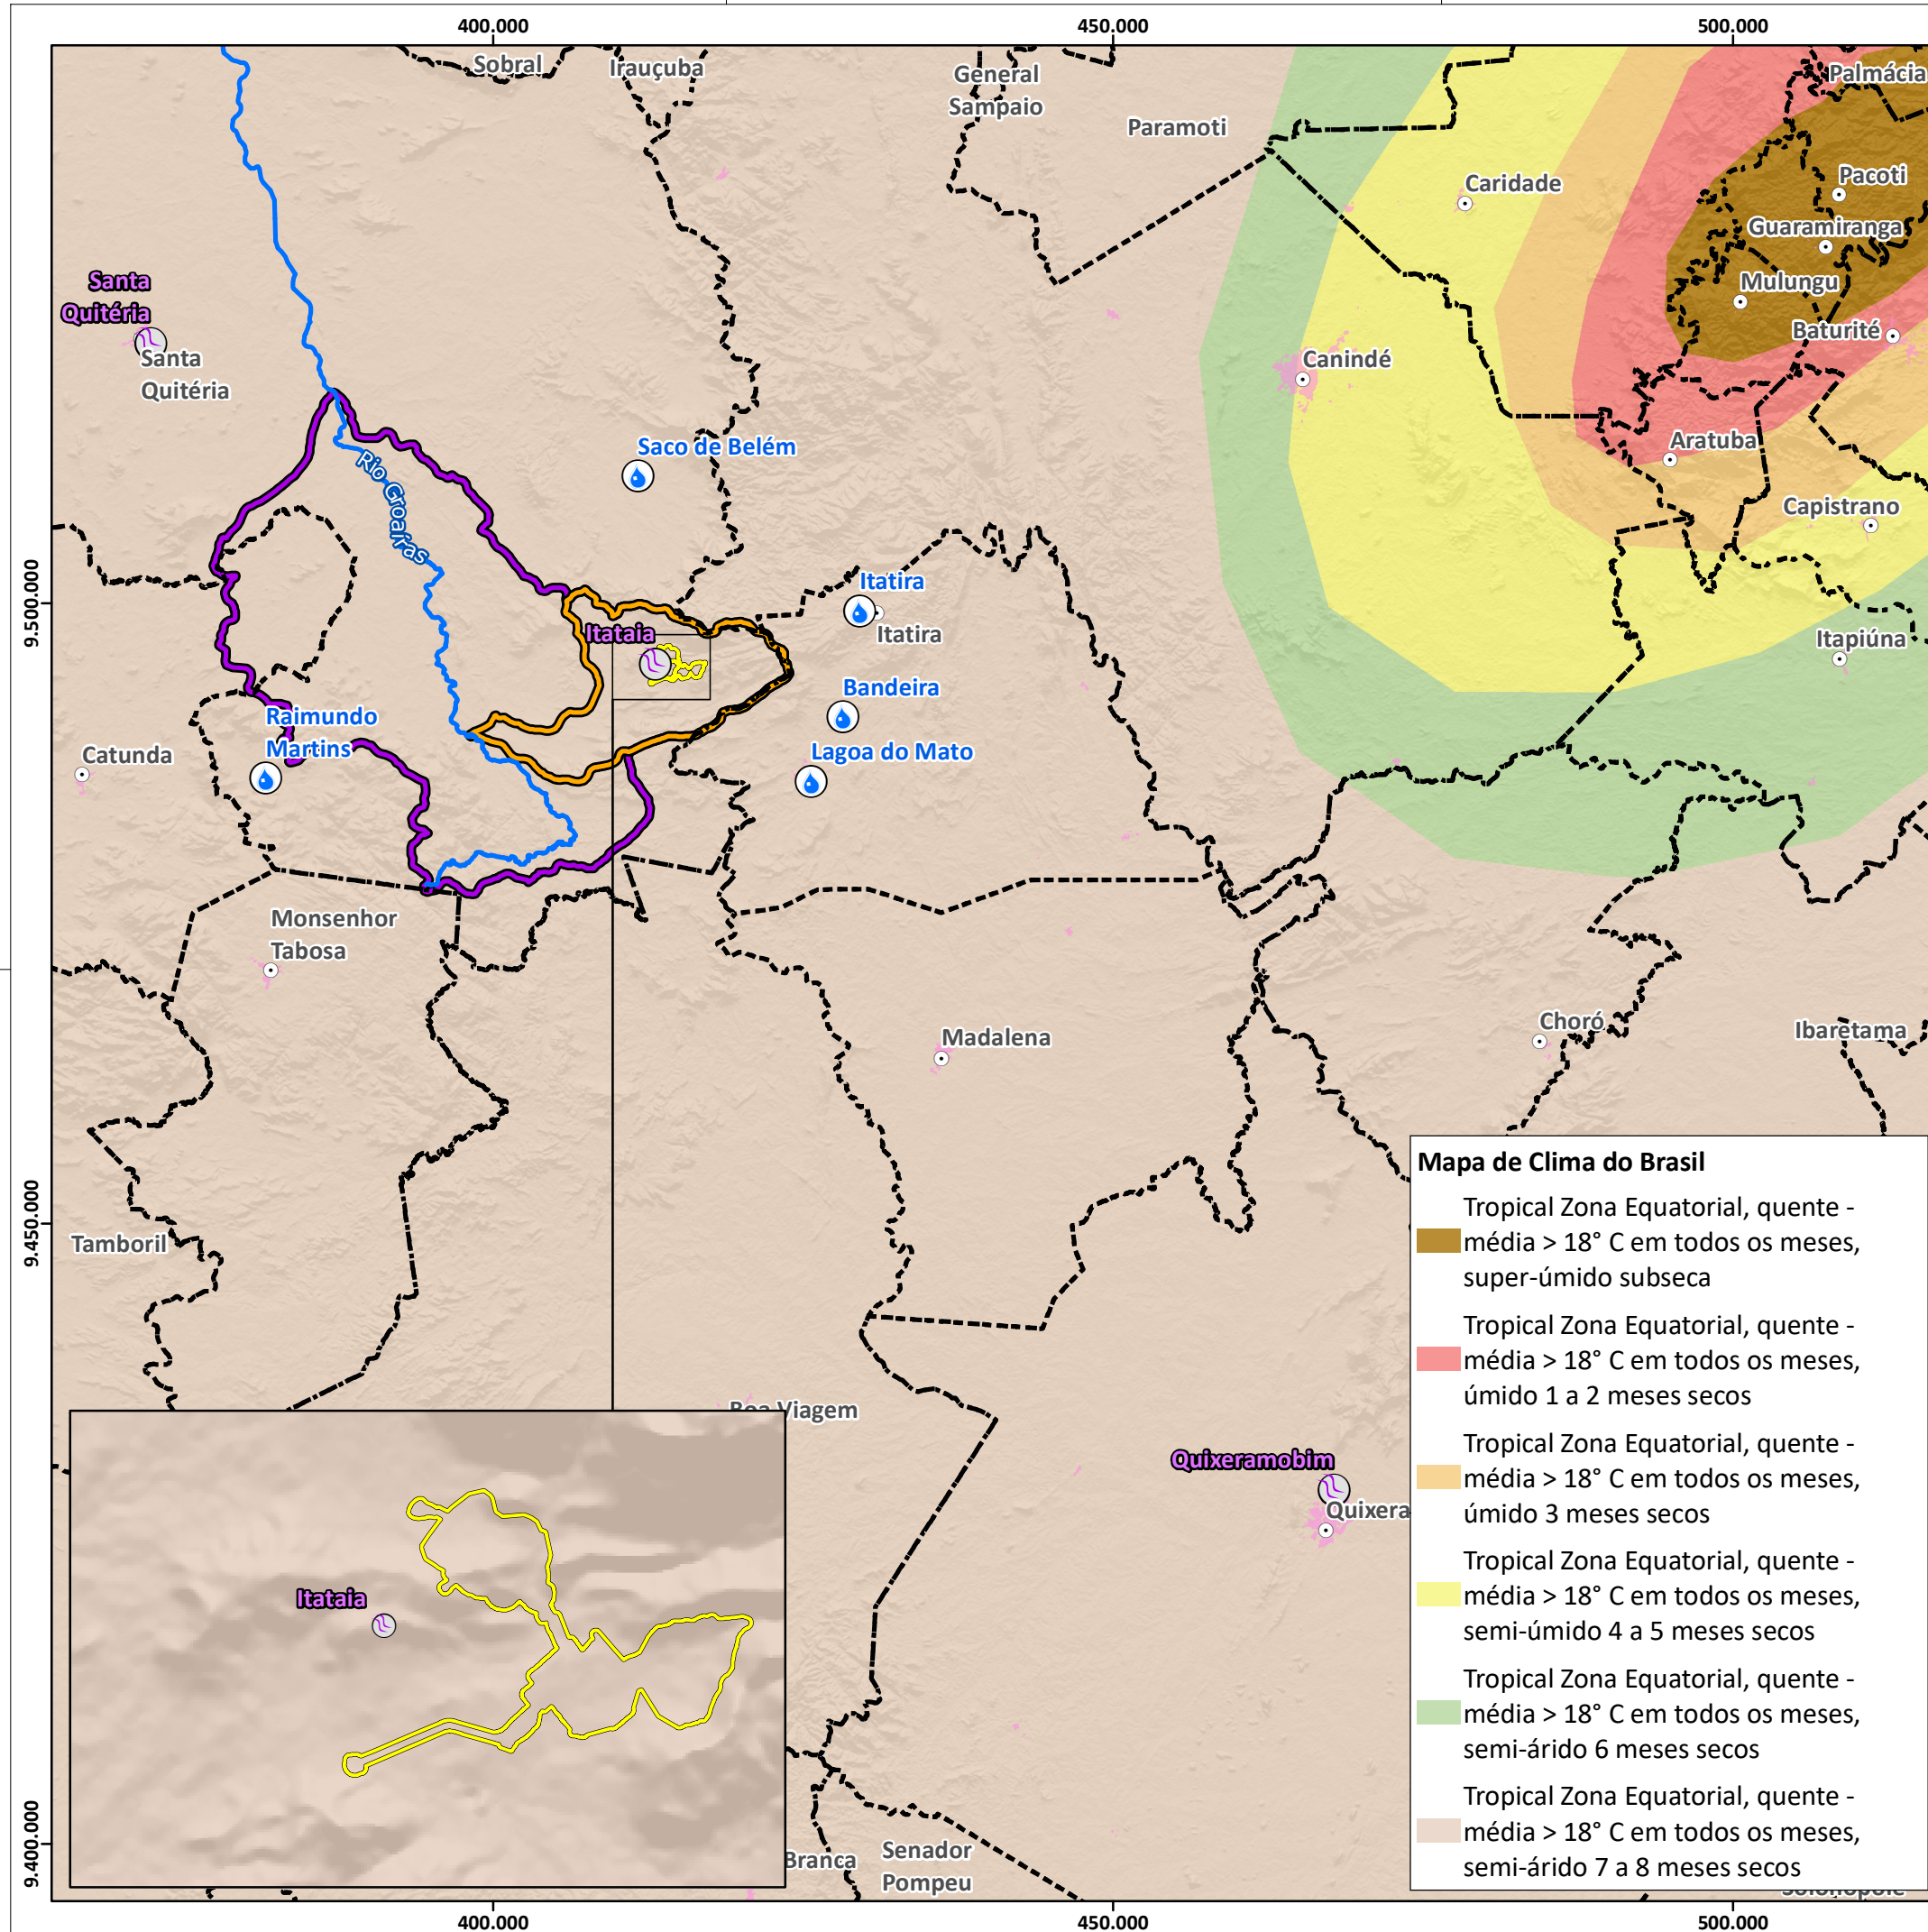 400.000
450.000
500.000
Sobral
Irauçuba
General
Sampaio
Paramoti
Palmácia
Caridade
Pacoti
Guaramiranga
Mulungu
Baturité
Santa
Quitéria
Santa
Quitéria
Canindé
Aratuba
Saco de Belém
Rio Groaíras
Capistrano
9.500.000
Itatira
Itatira
Itataia
Itapiúna
Bandeira
Raimundo
Martins
Lagoa do Mato
Catunda
Monsenhor
Tabosa
Madalena
Choró
Ibaretama
9.450.000
Tamboril
Boa Viagem
Quixeramobim
Quixera
Itataia
Mapa de Clima do Brasil
Tropical Zona Equatorial, quente -
média > 18° C em todos os meses,
super-úmido subseca
Tropical Zona Equatorial, quente -
média > 18° C em todos os meses,
úmido 1 a 2 meses secos
Tropical Zona Equatorial, quente -
média > 18° C em todos os meses,
úmido 3 meses secos
Tropical Zona Equatorial, quente -
média > 18° C em todos os meses,
semi-úmido 4 a 5 meses secos
Tropical Zona Equatorial, quente -
média > 18° C em todos os meses,
semi-árido 6 meses secos
Tropical Zona Equatorial, quente -
média > 18° C em todos os meses,
semi-árido 7 a 8 meses secos
9.400.000
Branca
Senador
Pompeu
400.000
450.000
500.000